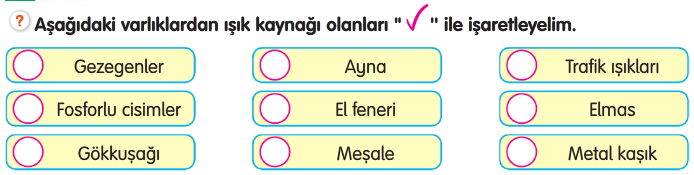 ? Aşağıdaki varlıklardan ışık kaynağı olanları "✓" ile işaretleyelim.
Gezegenler Ayna Trafik ışıkları
Fosforlu cisimler El feneri Elmas
Gökkuşağı Meşale Metal kaşık